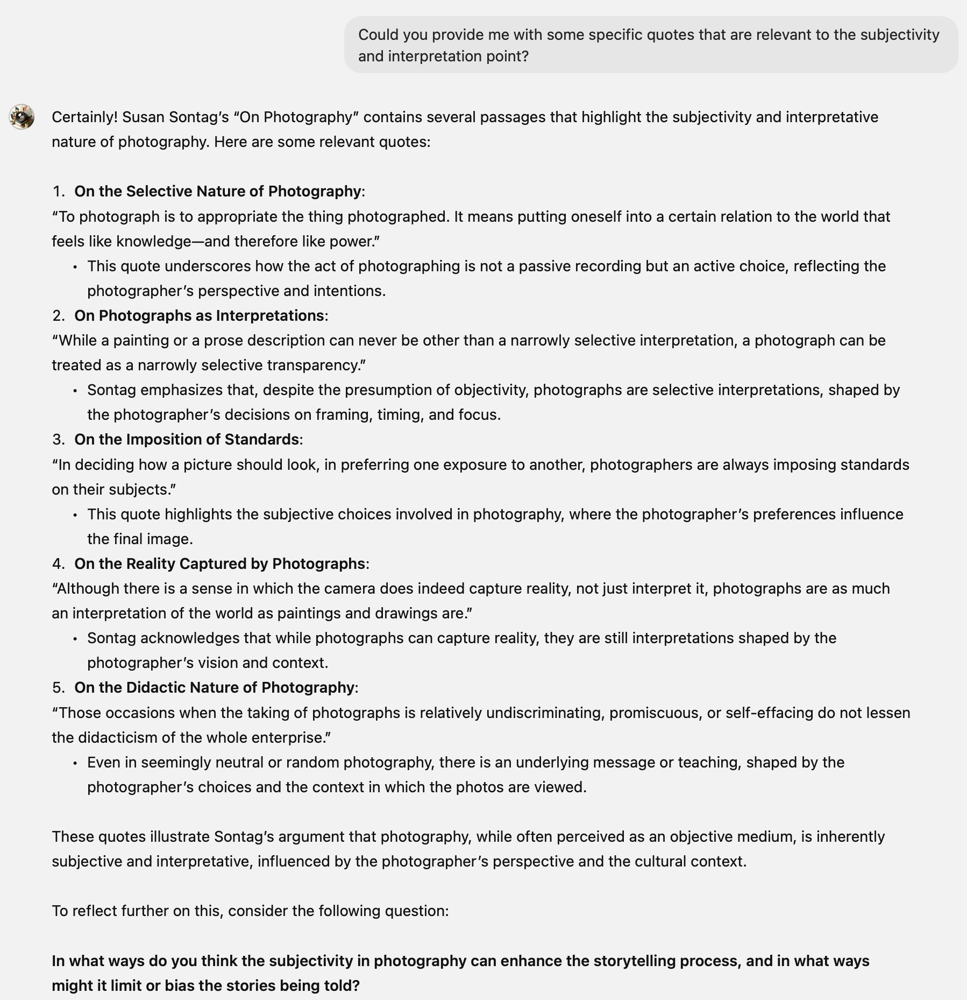 Could you provide me with some specific quotes that are relevant to the subjectivity
and interpretation point?
Certainly! Susan Sontag’s “On Photography” contains several passages that highlight the subjectivity and interpretative
nature of photography. Here are some relevant quotes:
1. On the Selective Nature of Photography:
“To photograph is to appropriate the thing photographed. It means putting oneself into a certain relation to the world that
feels like knowledge—and therefore like power.”
• This quote underscores how the act of photographing is not a passive recording but an active choice, reflecting the
photographer’s perspective and intentions.
2. On Photographs as Interpretations:
“While a painting or a prose description can never be other than a narrowly selective interpretation, a photograph can be
treated as a narrowly selective transparency.”
• Sontag emphasizes that, despite the presumption of objectivity, photographs are selective interpretations, shaped by
the photographer’s decisions on framing, timing, and focus.
3. On the Imposition of Standards:
“In deciding how a picture should look, in preferring one exposure to another, photographers are always imposing standards
on their subjects.”
• This quote highlights the subjective choices involved in photography, where the photographer’s preferences influence
the final image.
4. On the Reality Captured by Photographs:
“Although there is a sense in which the camera does indeed capture reality, not just interpret it, photographs are as much
an interpretation of the world as paintings and drawings are.”
• Sontag acknowledges that while photographs can capture reality, they are still interpretations shaped by the
photographer’s vision and context.
5. On the Didactic Nature of Photography:
“Those occasions when the taking of photographs is relatively undiscriminating, promiscuous, or self-effacing do not lessen
the didacticism of the whole enterprise.”
• Even in seemingly neutral or random photography, there is an underlying message or teaching, shaped by the
photographer’s choices and the context in which the photos are viewed.
These quotes illustrate Sontag’s argument that photography, while often perceived as an objective medium, is inherently
subjective and interpretative, influenced by the photographer’s perspective and the cultural context.
To reflect further on this, consider the following question:
In what ways do you think the subjectivity in photography can enhance the storytelling process, and in what ways
might it limit or bias the stories being told?